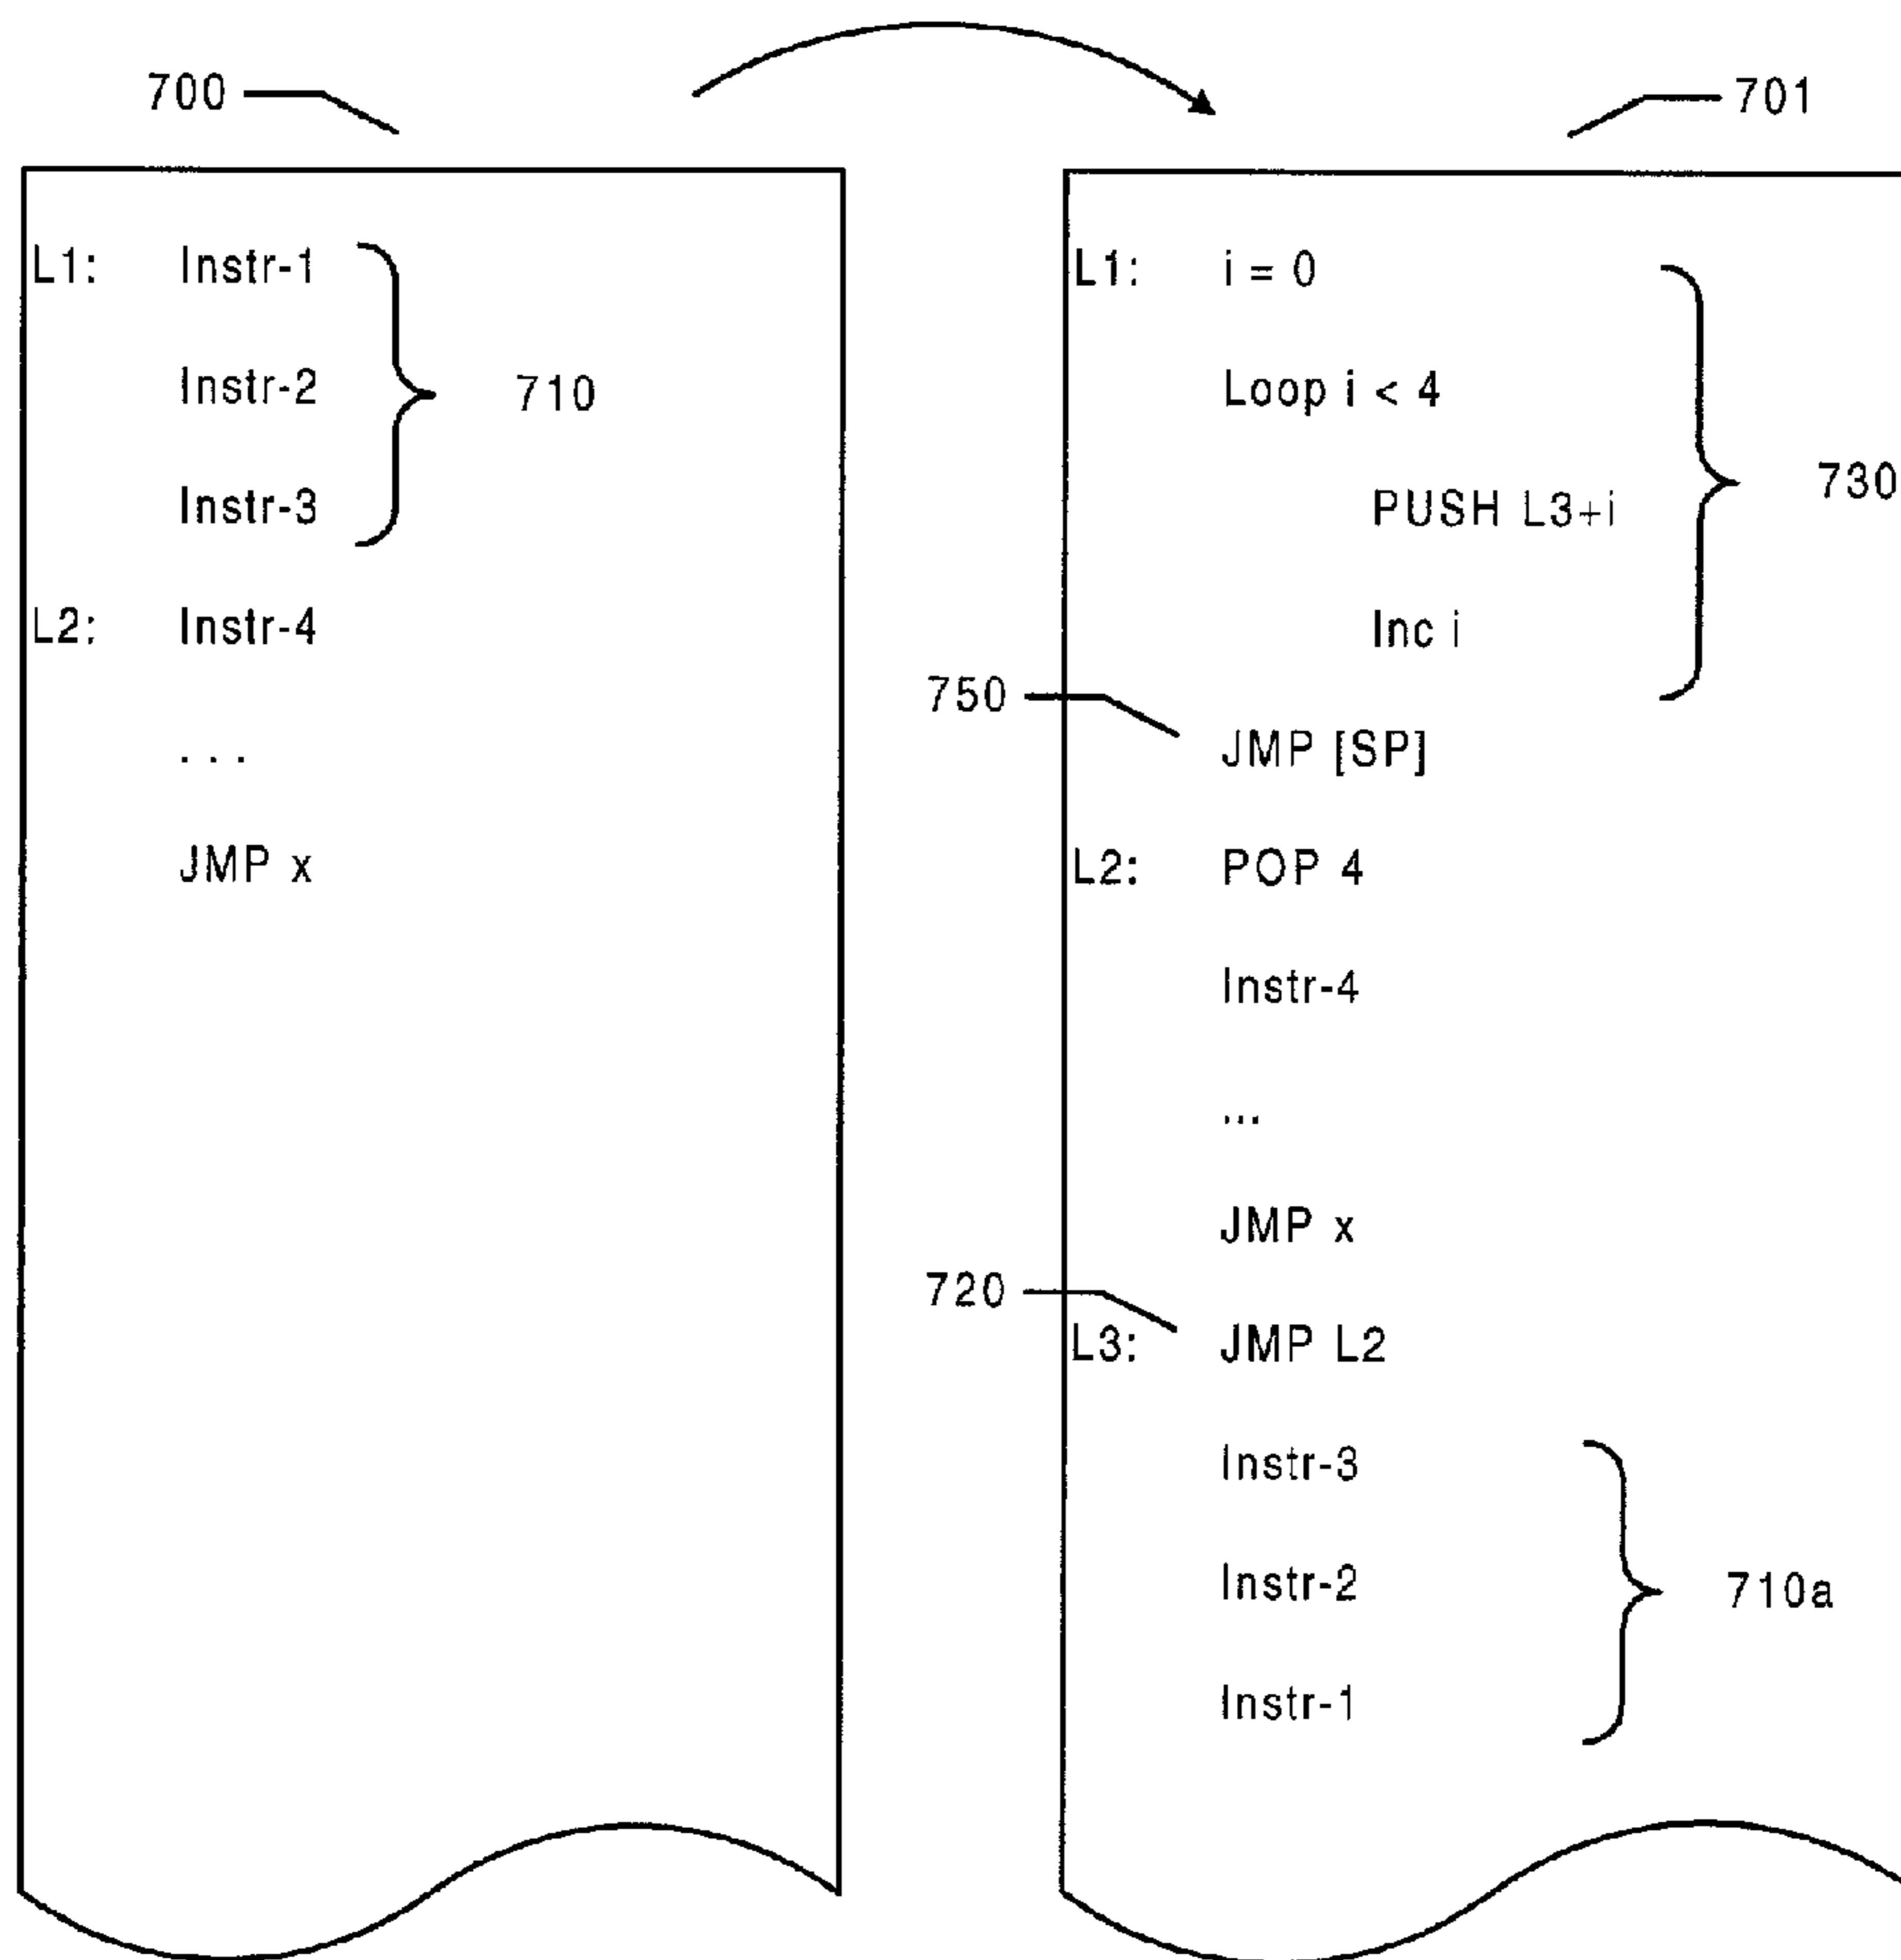 700
701
L1: Instr-1
Instr-2
710
Instr-3
L2: Instr-4
. . .
JMP x
L1: i = 0
Loop i < 4
730
PUSH L3+i
Inc i
750
JMP [SP]
L2: POP 4
Instr-4
...
JMP x
720
L3: JMP L2
Instr-3
Instr-2
710a
Instr-1